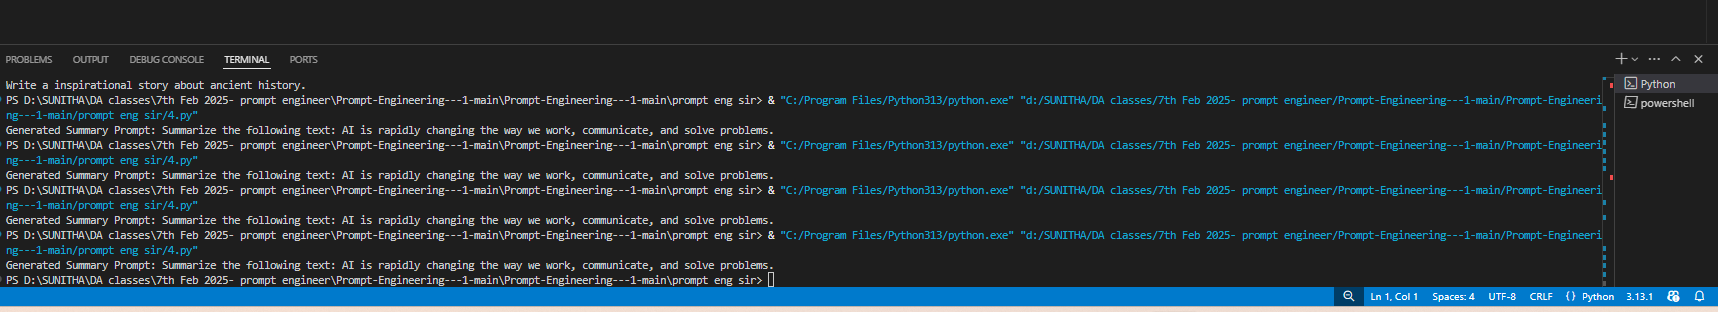 PROBLEMS OUTPUT DEBUG CONSOLE TERMINAL PORTS
Write a inspirational story about ancient history.
PS D:\SUNITHA\DA classes\7th Feb 2025- prompt engineer\Prompt-Engineering---1-main\Prompt-Engineering---1-main\prompt eng sir> & "C:/Program Files/Python313/python.exe" "d:/SUNITHA/DA classes/7th Feb 2025- prompt engineer/Prompt-Engineering---1-main/Prompt-Engineeri
ng---1-main/prompt eng sir/4.py"
Generated Summary Prompt: Summarize the following text: AI is rapidly changing the way we work, communicate, and solve problems.
PS D:\SUNITHA\DA classes\7th Feb 2025- prompt engineer\Prompt-Engineering---1-main\Prompt-Engineering---1-main\prompt eng sir> & "C:/Program Files/Python313/python.exe" "d:/SUNITHA/DA classes/7th Feb 2025- prompt engineer/Prompt-Engineering---1-main/Prompt-Engineeri
ng---1-main/prompt eng sir/4.py"
Generated Summary Prompt: Summarize the following text: AI is rapidly changing the way we work, communicate, and solve problems.
PS D:\SUNITHA\DA classes\7th Feb 2025- prompt engineer\Prompt-Engineering---1-main\Prompt-Engineering---1-main\prompt eng sir> & "C:/Program Files/Python313/python.exe" "d:/SUNITHA/DA classes/7th Feb 2025- prompt engineer/Prompt-Engineering---1-main/Prompt-Engineeri
ng---1-main/prompt eng sir/4.py"
Generated Summary Prompt: Summarize the following text: AI is rapidly changing the way we work, communicate, and solve problems.
PS D:\SUNITHA\DA classes\7th Feb 2025- prompt engineer\Prompt-Engineering---1-main\Prompt-Engineering---1-main\prompt eng sir> & "C:/Program Files/Python313/python.exe" "d:/SUNITHA/DA classes/7th Feb 2025- prompt engineer/Prompt-Engineering---1-main/Prompt-Engineeri
ng---1-main/prompt eng sir/4.py"
Generated Summary Prompt: Summarize the following text: AI is rapidly changing the way we work, communicate, and solve problems.
PS D:\SUNITHA\DA classes\7th Feb 2025- prompt engineer\Prompt-Engineering---1-main\Prompt-Engineering---1-main\prompt eng sir>
Python
powershell
Ln 1, Col 1 Spaces: 4 UTF-8 CRLF {} Python 3.13.1